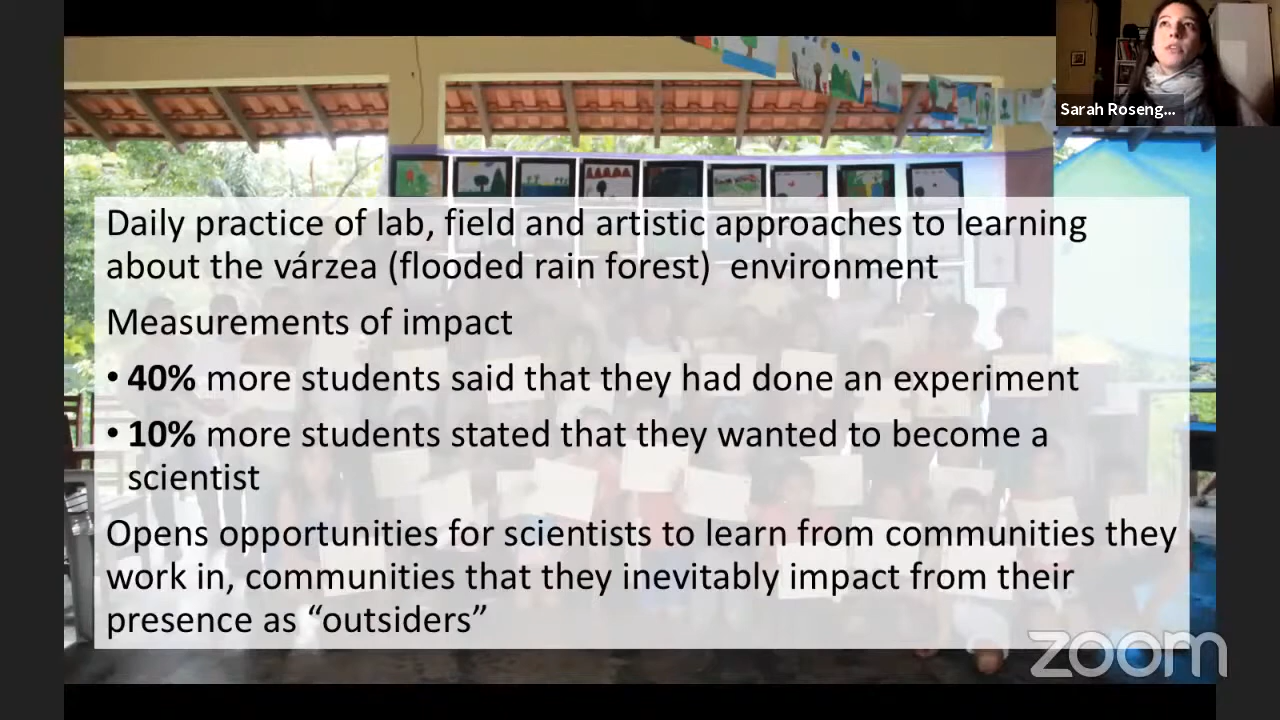 Sarah Roseng...
Daily practice of lab, field and artistic approaches to learning
about the várzea (flooded rain forest)  environment
Measurements of impact
• 40% more students said that they had done an experiment
• 10% more students stated that they wanted to become a
scientist
Opens opportunities for scientists to learn from communities they
work in, communities that they inevitably impact from their
presence as “outsiders”
zoom